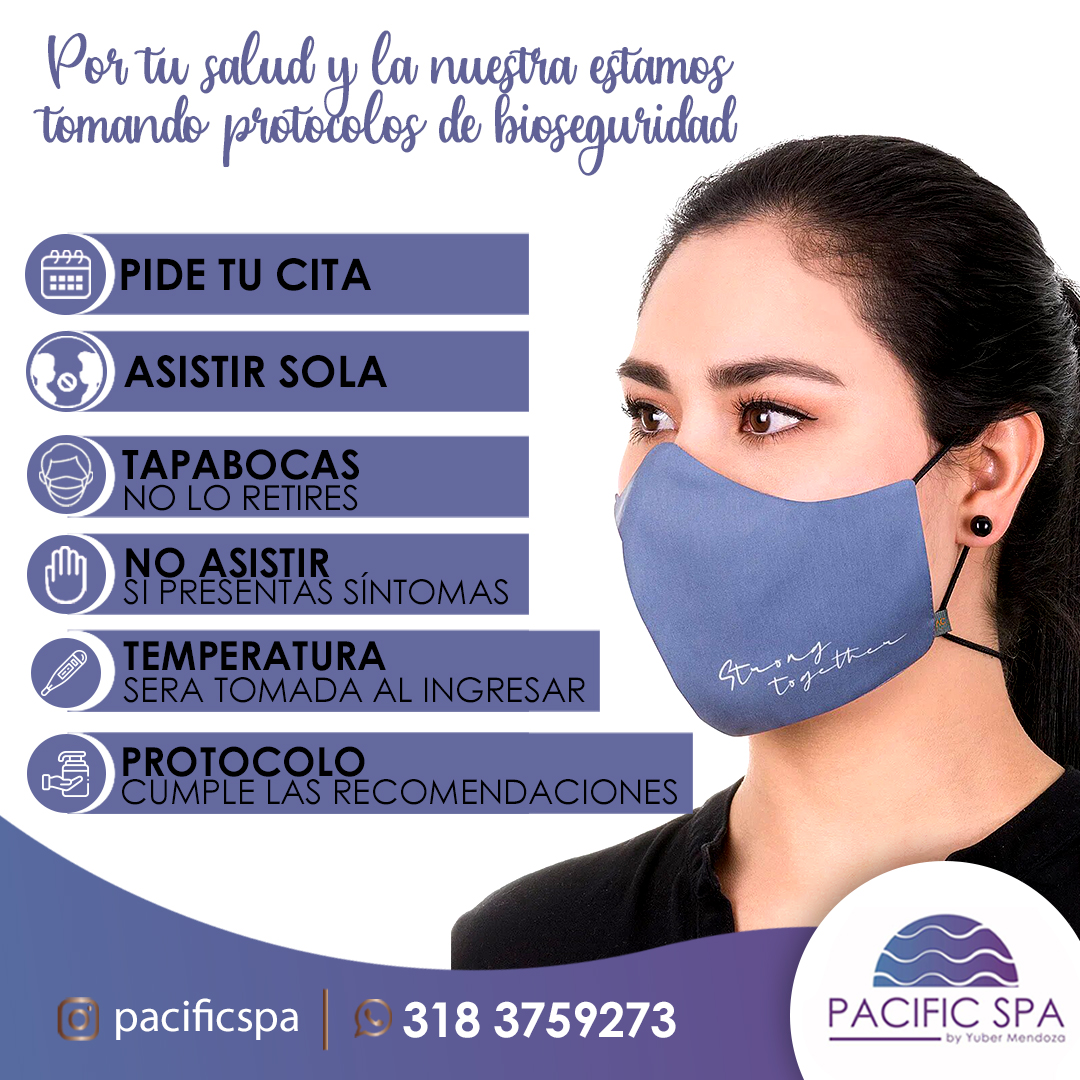 Por tu salud y la nuestra estamos
tomando protocolos de bioseguridad
PIDE TU CITA
ASISTIR SOLA
TAPABOCAS
NO LO RETIRES
NO ASISTIR
SI PRESENTAS SÍNTOMAS
TEMPERATURA
SERA TOMADA AL INGRESAR
PROTOCOLO
CUMPLE LAS RECOMENDACIONES
Strong
together
pacificspa
318 3759273
PACIFIC SPA
by Yuber Mendoza